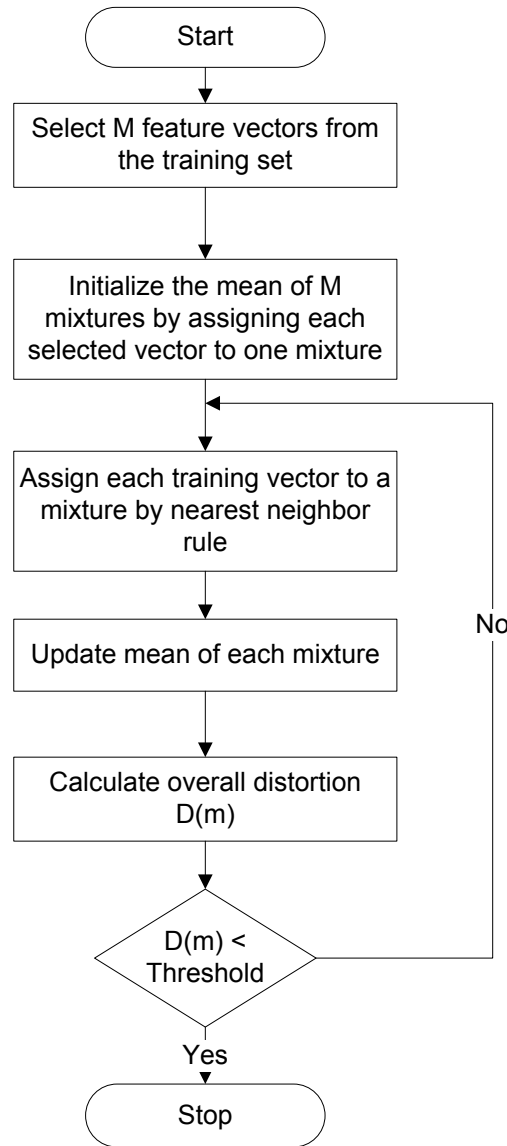 Start
Select M feature vectors from
the training set
Initialize the mean of M
mixtures by assigning each
selected vector to one mixture
Assign each training vector to a
mixture by nearest neighbor
rule
Update mean of each mixture
Calculate overall distortion
D(m)
D(m) <
Threshold
No
Yes
Stop